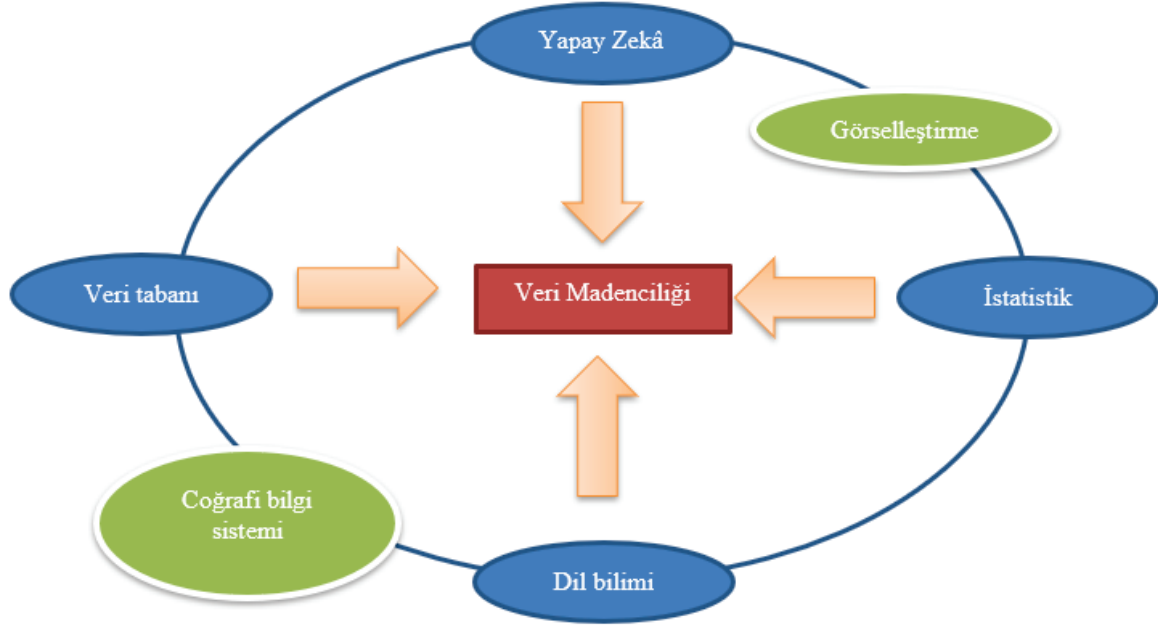 Yapay Zekâ
Görselleştirme
Veri tabanı
Veri Madenciliği
İstatistik
Coğrafi bilgi
sistemi
Dil bilimi